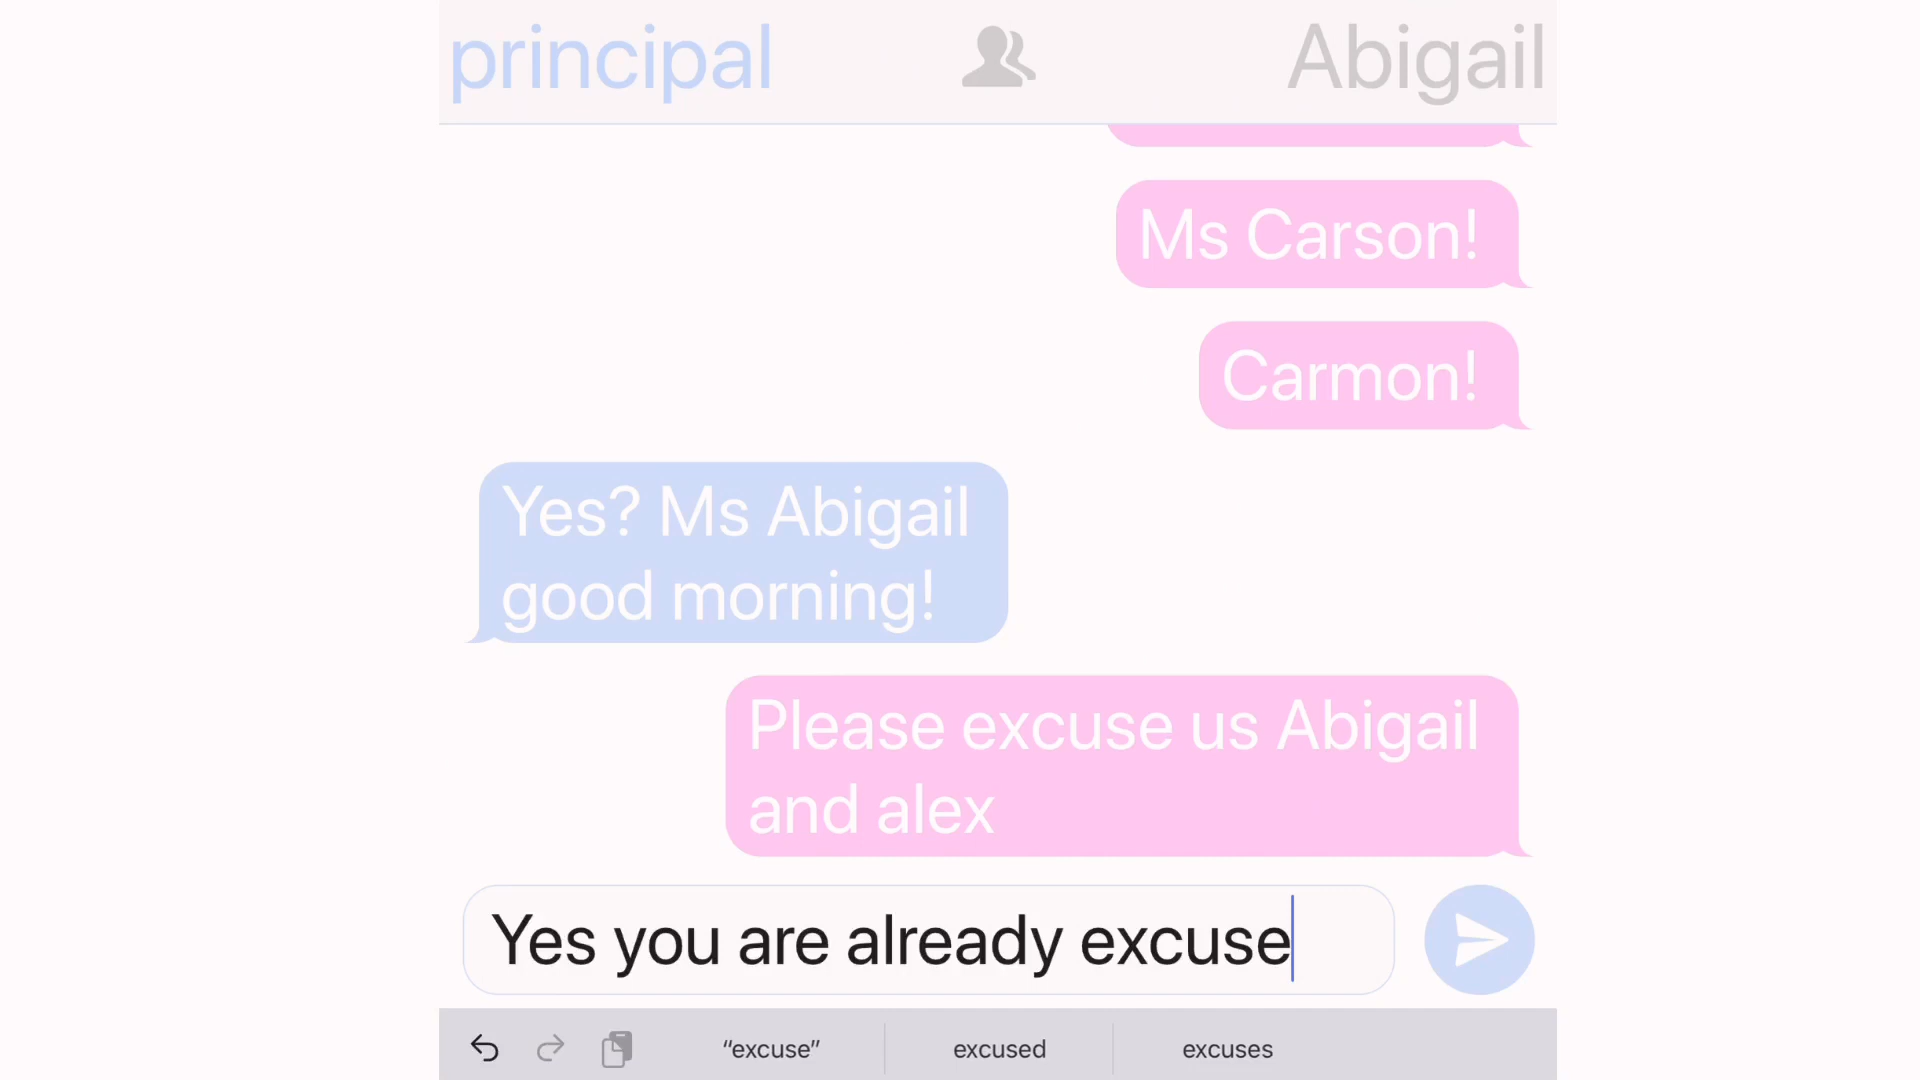 principal
Abigail
Ms Carson!
Carmon!
Yes? Ms Abigail
good morning!
Please excuse us Abigail
and alex
Yes you are already excuse
“excuse”
excused
excuses